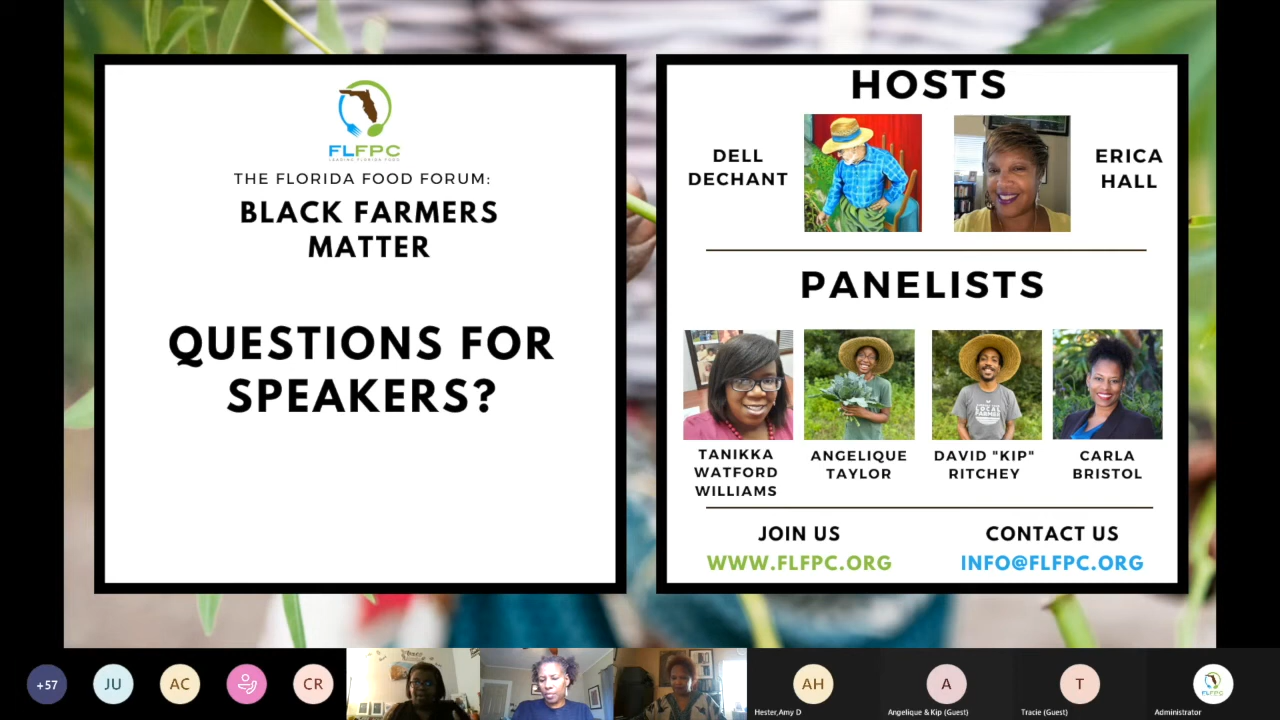 FLFPC
LEADING FLORIDA FOOD
THE FLORIDA FOOD FORUM:
BLACK FARMERS
MATTER
QUESTIONS FOR
SPEAKERS?
HOSTS
DELL
DECHANT
ERICA
HALL
PANELISTS
LOCAL
FARMER
TANIKKA
WATFORD
WILLIAMS
ANGELIQUE
TAYLOR
DAVID "KIP"
RITCHEY
CARLA
BRISTOL
JOIN US
WWW.FLFPC.ORG
CONTACT US
INFO@FLFPC.ORG
+57
JU
AC
CR
AH
Hester,Amy D
A
Angelique & Kip (Guest)
T
Tracie (Guest)
Administrator